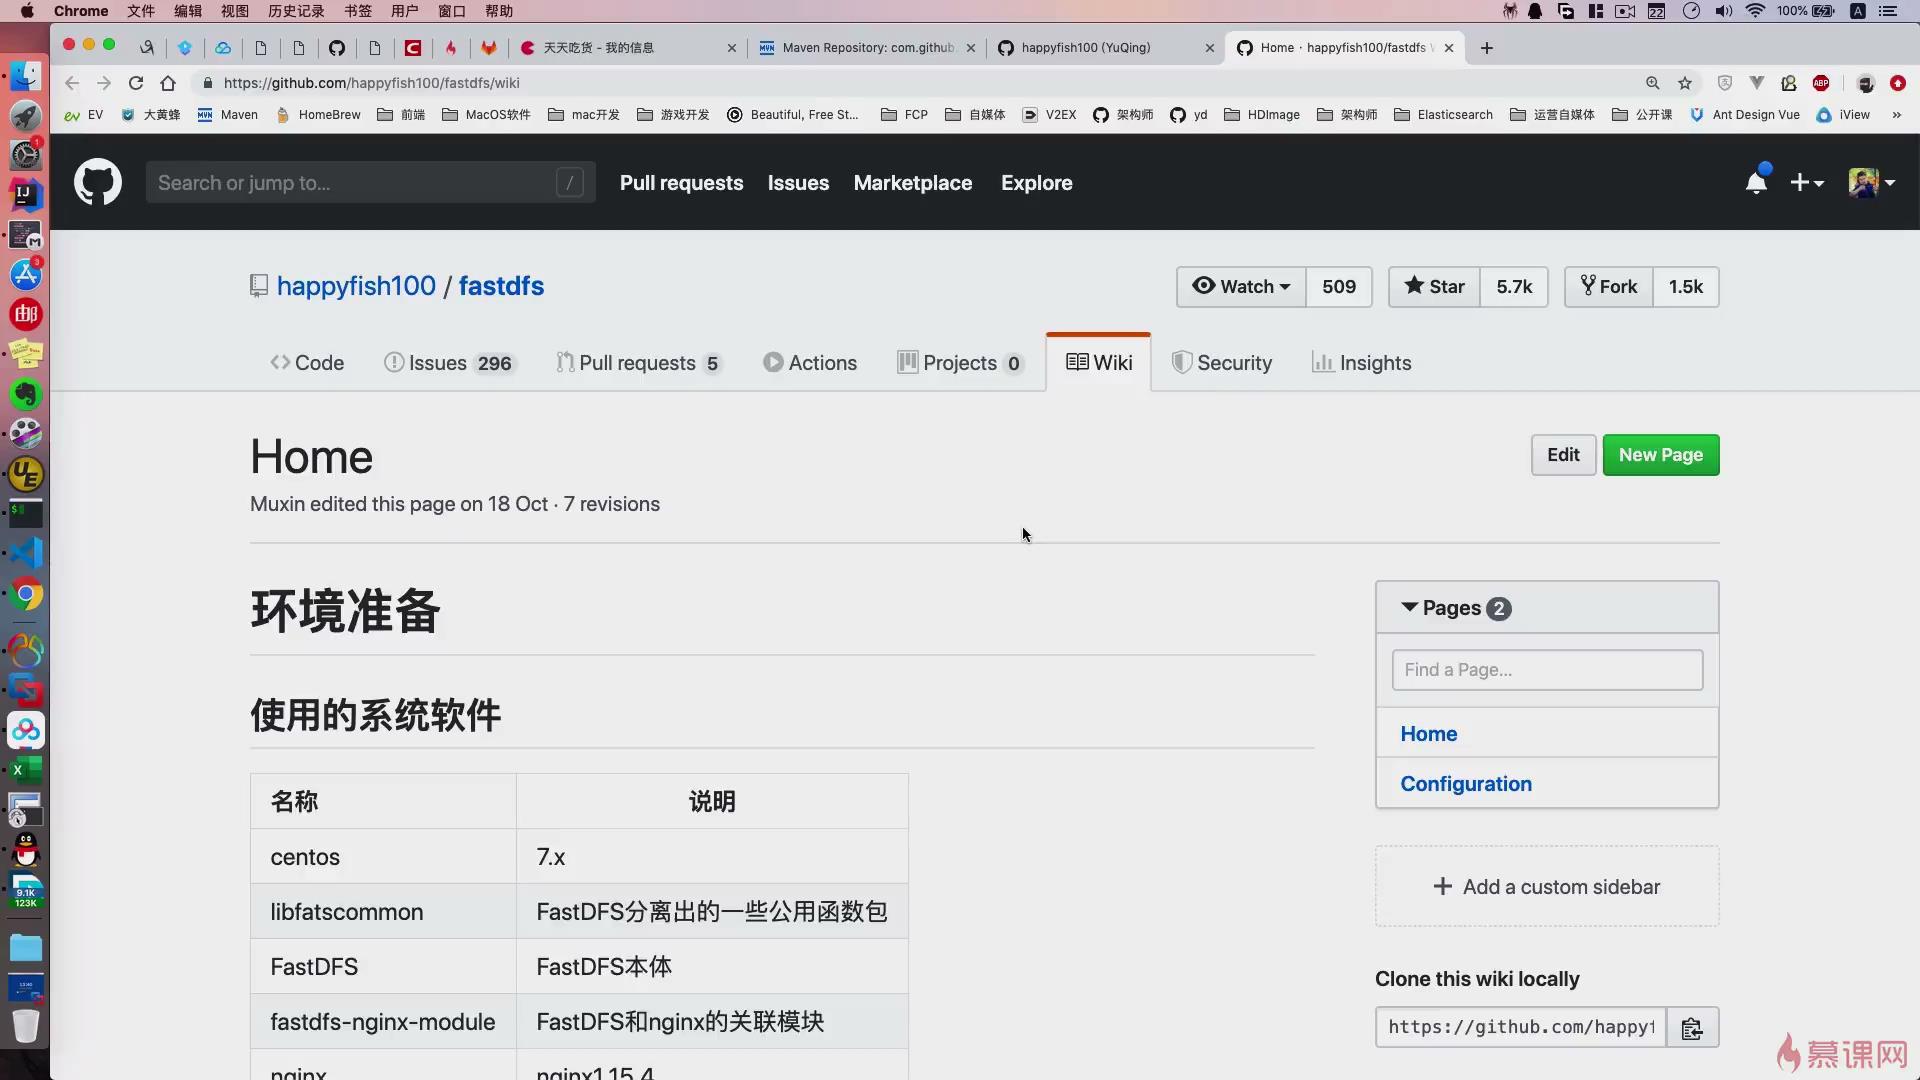 Chrome 文件 编辑 视图 历史记录 书签 用户 窗口 帮助 22 100% A
天天吃货 - 我的信息 Maven Repository: com.github. happyfish100 (YuQing) Home · happyfish100/fastdfs W
https://github.com/happyfish100/fastdfs/wiki ABP
EV 大黄蜂 Maven HomeBrew 前端 MacOS软件 mac开发 游戏开发 Beautiful, Free St... FCP 自媒体 V2EX 架构师 yd HDImage 架构师 Elasticsearch 运营自媒体 公开课 Ant Design Vue iView »
Search or jump to... / Pull requests Issues Marketplace Explore
happyfish100 / fastdfs
Watch 509 Star 5.7k Fork 1.5k
Code Issues 296 Pull requests 5 Actions Projects 0 Wiki Security Insights
Home
Edit New Page
Muxin edited this page on 18 Oct · 7 revisions
环境准备
使用的系统软件
名称 说明
centos 7.x
libfatscommon FastDFS分离出的一些公用函数包
FastDFS FastDFS本体
fastdfs-nginx-module FastDFS和nginx的关联模块
nginx nginx1.15.4
Pages 2
Find a Page...
Home
Configuration
+ Add a custom sidebar
Clone this wiki locally
https://github.com/happyf
慕课网
9.1K
123K